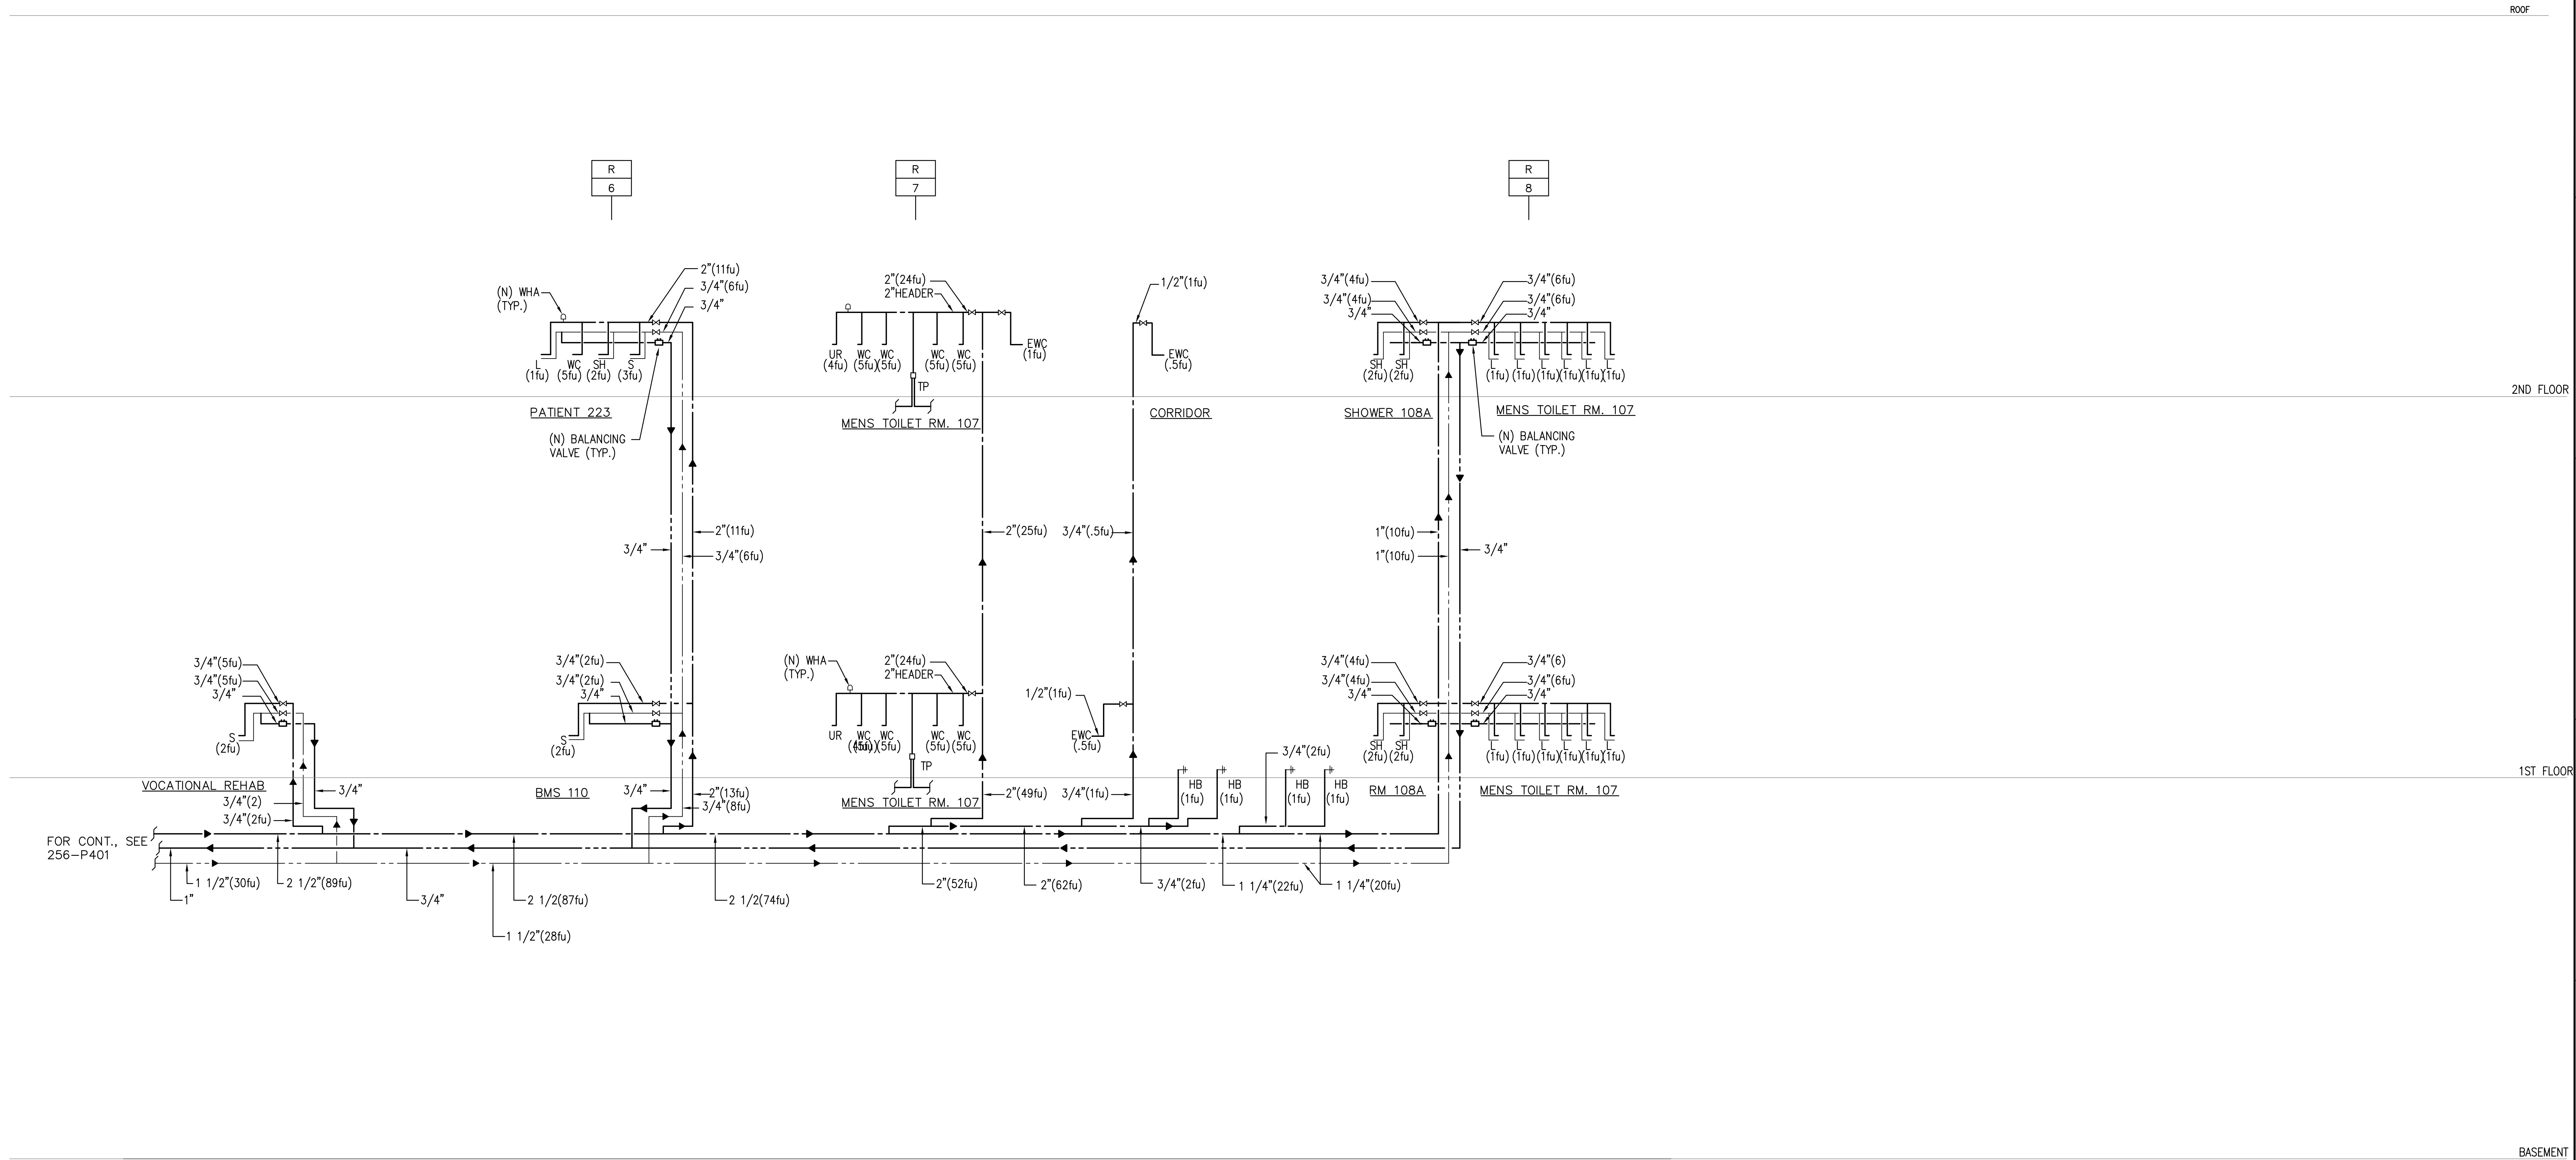 ROOF
R
6
R
7
R
8
2"(11fu)
3/4"(6fu)
3/4"
(N) WHA
(TYP.)
L
(1fu)
WC
(5fu)
SH
(2fu)
S
(3fu)
PATIENT 223
(N) BALANCING
VALVE (TYP.)
2"(24fu)
2"HEADER
UR
(4fu)
WC
(5fu)
WC
(5fu)
WC
(5fu)
WC
(5fu)
EWC
(1fu)
TP
MENS TOILET RM. 107
1/2"(1fu)
EWC
(.5fu)
CORRIDOR
3/4"(4fu)
3/4"(4fu)
3/4"
3/4"(6fu)
3/4"(6fu)
3/4"
SH
(2fu)
SH
(2fu)
L
(1fu)
L
(1fu)
L
(1fu)
L
(1fu)
L
(1fu)
L
(1fu)
2ND FLOOR
SHOWER 108A
MENS TOILET RM. 107
(N) BALANCING
VALVE (TYP.)
2"(11fu)
3/4"
3/4"(6fu)
2"(25fu)
3/4"(.5fu)
1"(10fu)
1"(10fu)
3/4"
3/4"(5fu)
3/4"(5fu)
3/4"
S
(2fu)
VOCATIONAL REHAB
3/4"
3/4"(2)
3/4"(2fu)
3/4"(2fu)
3/4"(2fu)
3/4"
S
(2fu)
BMS 110
3/4"
2"(13fu)
3/4"(8fu)
(N) WHA
(TYP.)
2"(24fu)
2"HEADER
UR
WC
WC
(5fu)
WC
(5fu)
WC
(5fu)
TP
MENS TOILET RM. 107
2"(49fu)
1/2"(1fu)
EWC
(.5fu)
3/4"(1fu)
3/4"(2fu)
HB
(1fu)
HB
(1fu)
HB
(1fu)
HB
(1fu)
3/4"(4fu)
3/4"(4fu)
3/4"
3/4"(6)
3/4"(6fu)
3/4"
SH
(2fu)
SH
(2fu)
L
(1fu)
L
(1fu)
L
(1fu)
L
(1fu)
L
(1fu)
L
(1fu)
1ST FLOOR
RM 108A
MENS TOILET RM. 107
FOR CONT., SEE
256-P401
1 1/2"(30fu)
2 1/2"(89fu)
1"
3/4"
2 1/2(87fu)
1 1/2"(28fu)
2 1/2(74fu)
2"(52fu)
2"(62fu)
3/4"(2fu)
1 1/4"(22fu)
1 1/4"(20fu)
BASEMENT